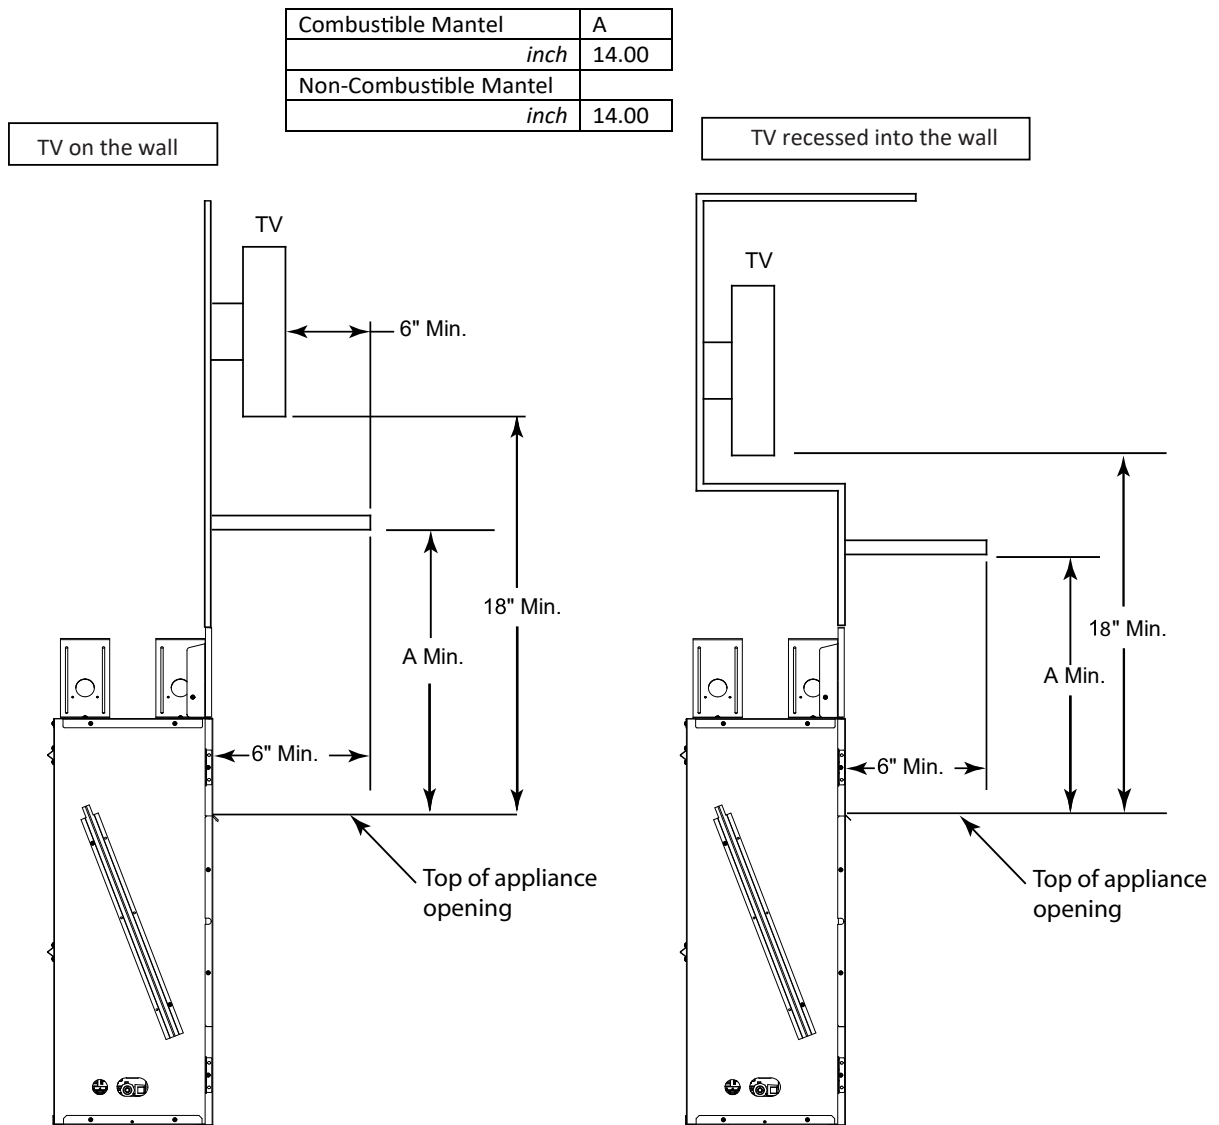 Combustible Mantel A
inch 14.00
Non-Combustible Mantel
inch 14.00
TV on the wall
TV recessed into the wall
TV
TV
6" Min.
18" Min.
A Min.
6" Min.
18" Min.
A Min.
6" Min.
Top of appliance
opening
Top of appliance
opening